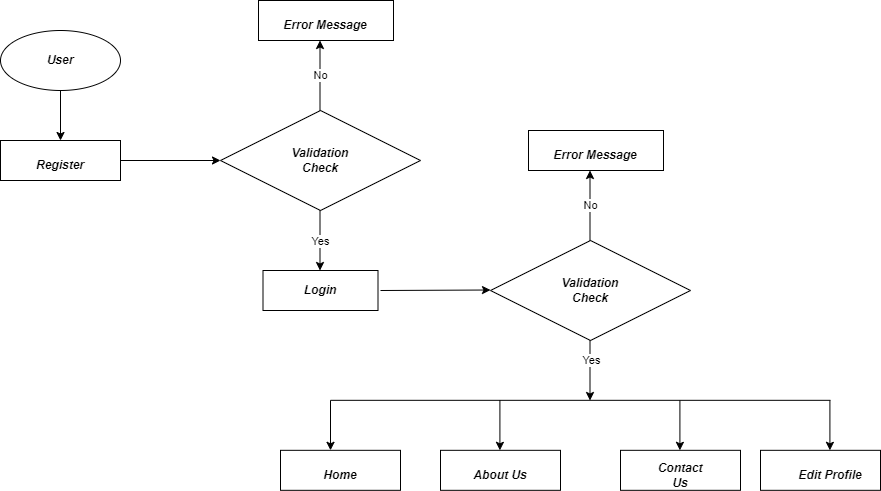 Error Message
User
No
Validation
Check
Register
Error Message
No
Yes
Login
Validation
Check
Yes
Home
About Us
Contact
Us
Edit Profile